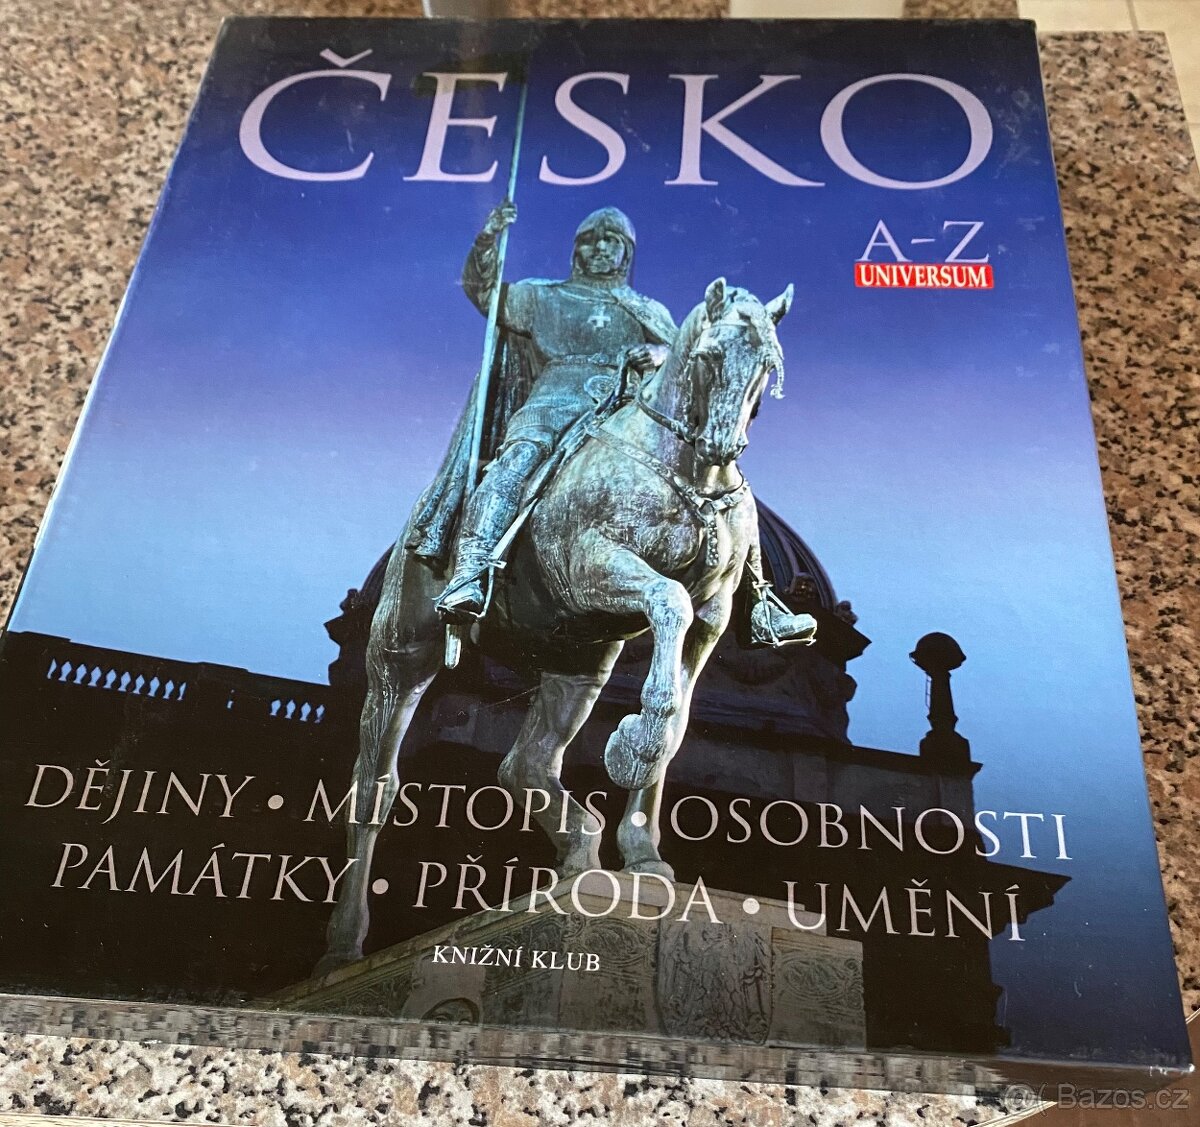 ČESKO
A-Z
UNIVERSUM
DĚJINY • MÍSTOPIS • OSOBNOSTI
PAMÁTKY • PŘÍRODA • UMĚNÍ
KNIŽNÍ KLUB
Bazos.cz